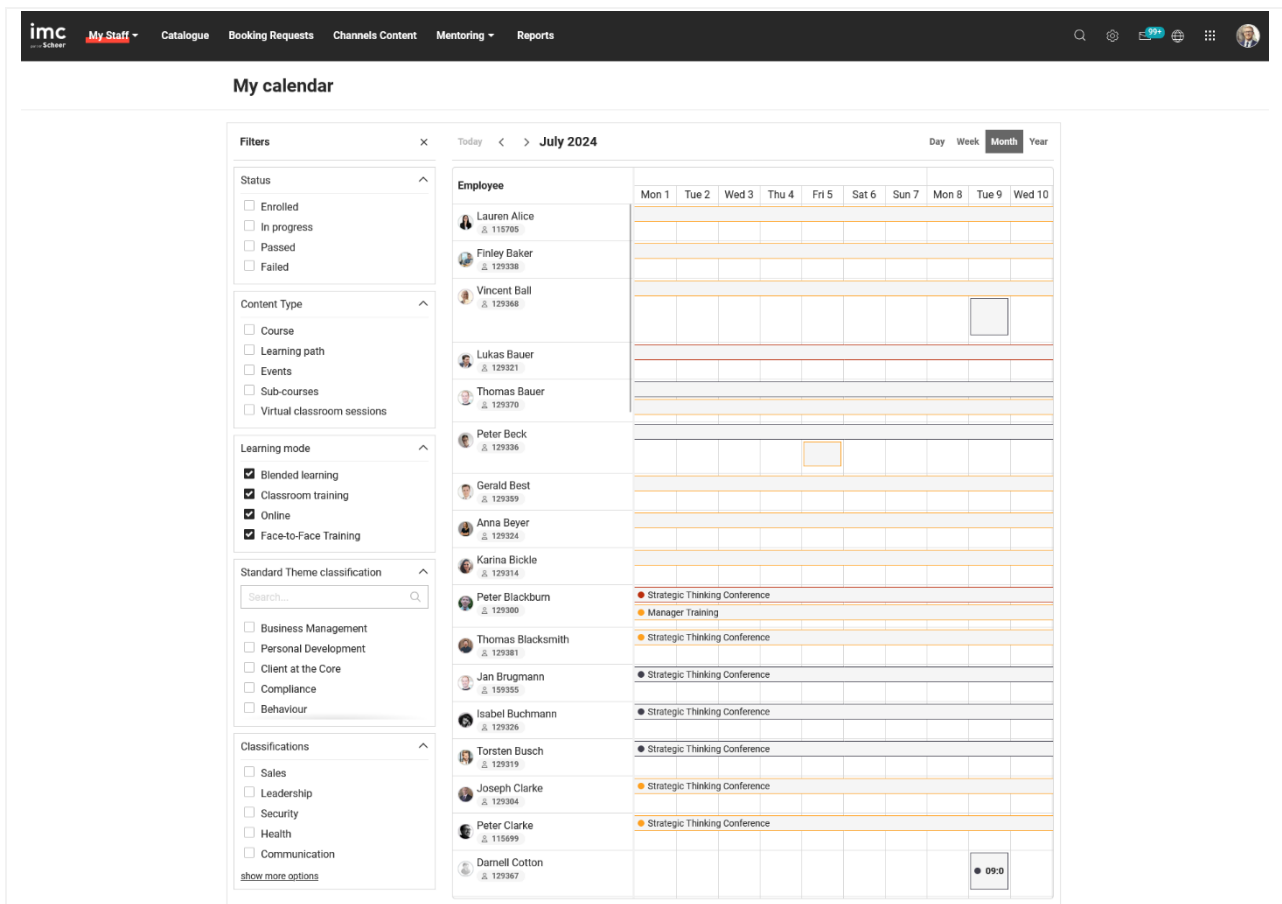 imc
part of Scheer
My Staff
Catalogue
Booking Requests
Channels Content
Mentoring
Reports
99+
My calendar
Filters
Status
Enrolled
In progress
Passed
Failed
Content Type
Course
Learning path
Events
Sub-courses
Virtual classroom sessions
Learning mode
Blended learning
Classroom training
Online
Face-to-Face Training
Standard Theme classification
Search...
Business Management
Personal Development
Client at the Core
Compliance
Behaviour
Classifications
Sales
Leadership
Security
Health
Communication
show more options
Today
July 2024
Day Week Month Year
Employee
Mon 1 Tue 2 Wed 3 Thu 4 Fri 5 Sat 6 Sun 7 Mon 8 Tue 9 Wed 10
Lauren Alice
115705
Finley Baker
129338
Vincent Ball
129368
Lukas Bauer
129321
Thomas Bauer
129370
Peter Beck
129336
Gerald Best
129359
Anna Beyer
129324
Karina Bickle
129314
Peter Blackburn
129300
Strategic Thinking Conference
Manager Training
Thomas Blacksmith
129381
Strategic Thinking Conference
Jan Brugmann
159355
Strategic Thinking Conference
Isabel Buchmann
129326
Strategic Thinking Conference
Torsten Busch
129319
Strategic Thinking Conference
Joseph Clarke
129304
Strategic Thinking Conference
Peter Clarke
115699
Strategic Thinking Conference
Darnell Cotton
129367
09:0